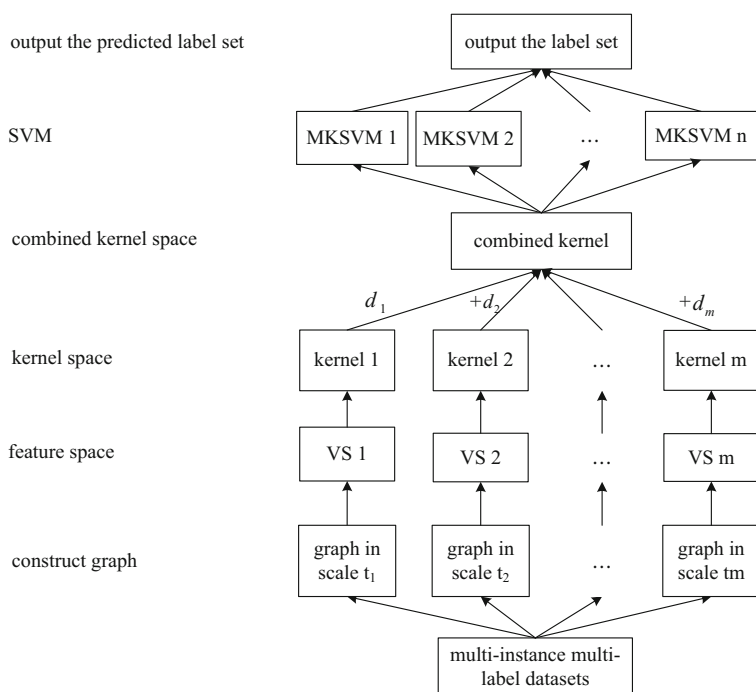 output the predicted label set
output the label set
SVM
MKSVM 1
MKSVM 2
...
MKSVM n
combined kernel space
combined kernel
d₁
+d₂
+dₘ
kernel space
kernel 1
kernel 2
...
kernel m
feature space
VS 1
VS 2
...
VS m
construct graph
graph in
scale t₁
graph in
scale t₂
...
graph in
scale tm
multi-instance multi-
label datasets